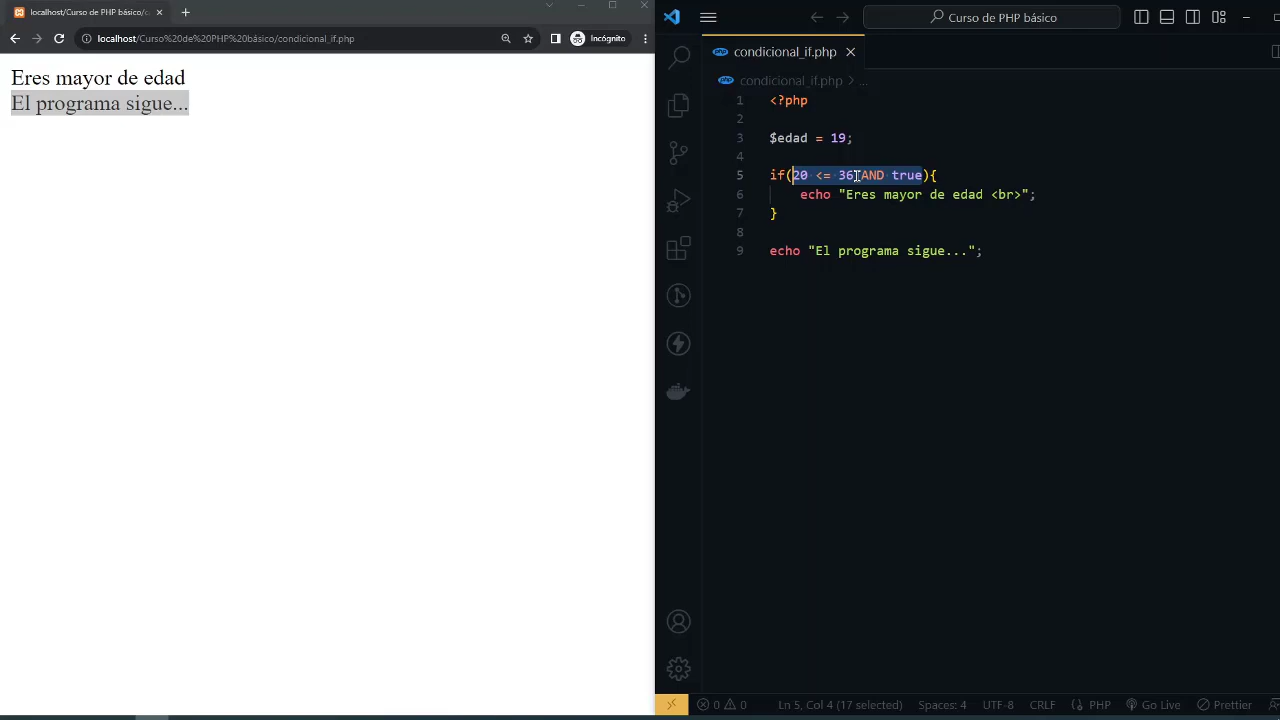 localhost/Curso de PHP básico/c
localhost/Curso%20de%20PHP%20básico/condicional_if.php
Incógnito
Eres mayor de edad
El programa sigue...
Curso de PHP básico
php condicional_if.php
php condicional_if.php > ...
1 <?php
2
3 $edad = 19;
4
5 if(20 <= 36 AND true){
6 echo "Eres mayor de edad <br>";
7 }
8
9 echo "El programa sigue...";
0 0 Ln 5, Col 4 (17 selected) Spaces: 4 UTF-8 CRLF PHP Go Live Prettier